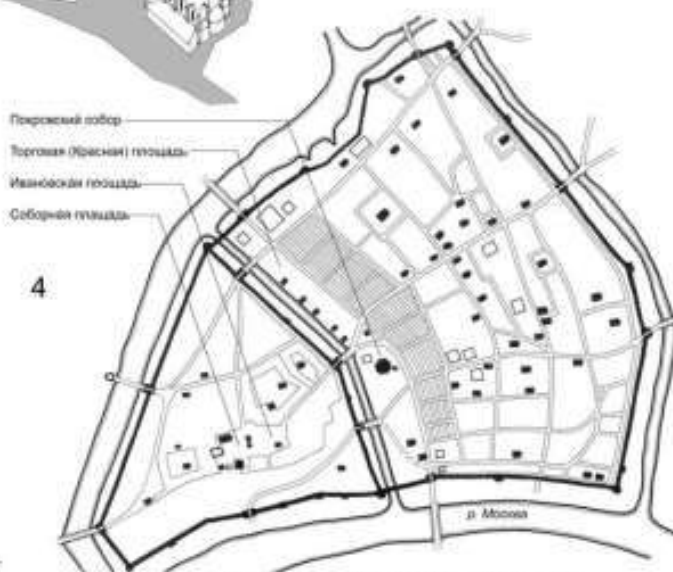 Покровский собор
Торговая (Красная) площадь
Ивановская площадь
Соборная площадь
4
р. Москва